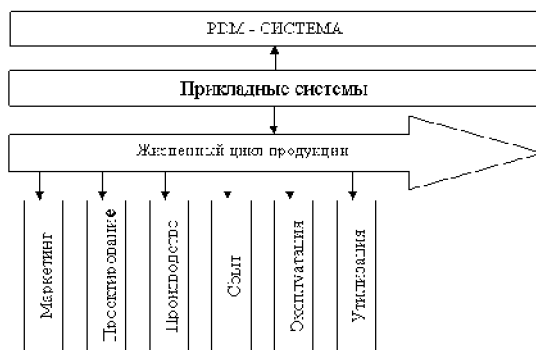 PDM - СИСТЕМА
Прикладные системы
Жизненный цикл продукции
Маркетинг
Проектирование
Производство
Сбыт
Эксплуатация
Утилизация